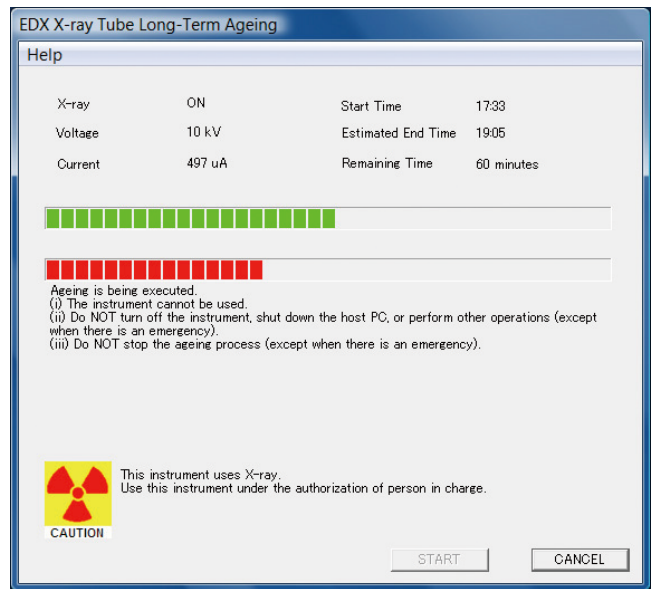 EDX X-ray Tube Long-Term Ageing
Help
X-ray ON Start Time 17:33
Voltage 10 kV Estimated End Time 19:05
Current 497 uA Remaining Time 60 minutes
Ageing is being executed.
(i) The instrument cannot be used.
(ii) Do NOT turn off the instrument, shut down the host PC, or perform other operations (except
when there is an emergency).
(iii) Do NOT stop the ageing process (except when there is an emergency).
This instrument uses X-ray.
Use this instrument under the authorization of person in charge.
CAUTION
START CANCEL